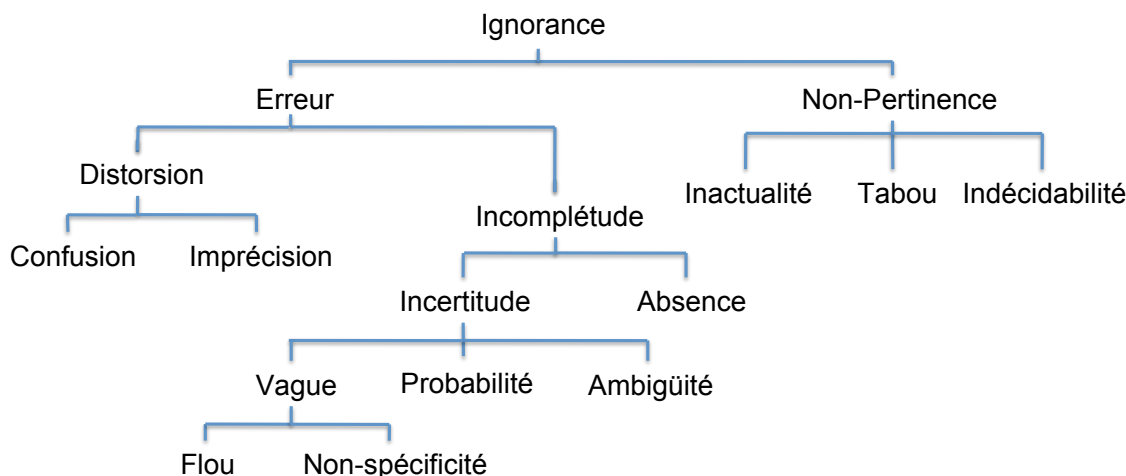 Ignorance
Erreur
Non-Pertinence
Distorsion
Inactualité
Tabou
Indécidabilité
Incomplétude
Confusion
Imprécision
Incertitude
Absence
Vague
Probabilité
Ambigüité
Flou
Non-spécificité